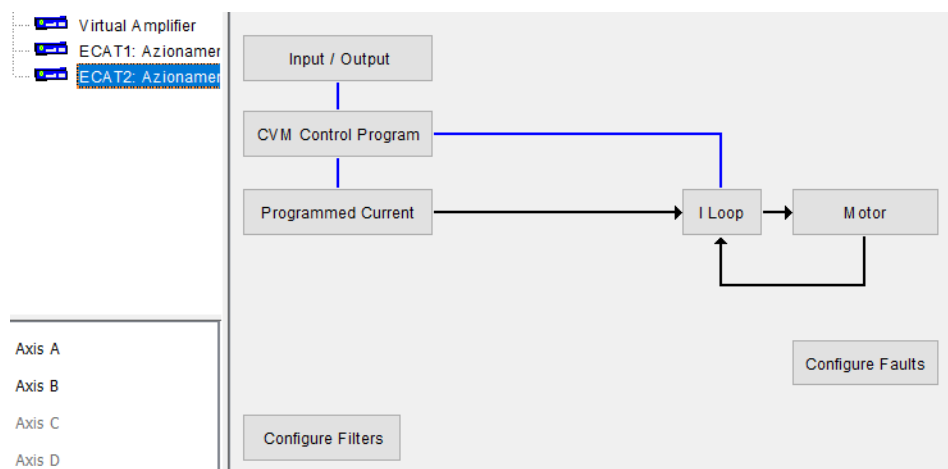 Virtual Amplifier
ECAT1: Azionamer
ECAT2: Azionamer
Input / Output
CVM Control Program
Programmed Current
I Loop
Motor
Configure Faults
Configure Filters
Axis A
Axis B
Axis C
Axis D